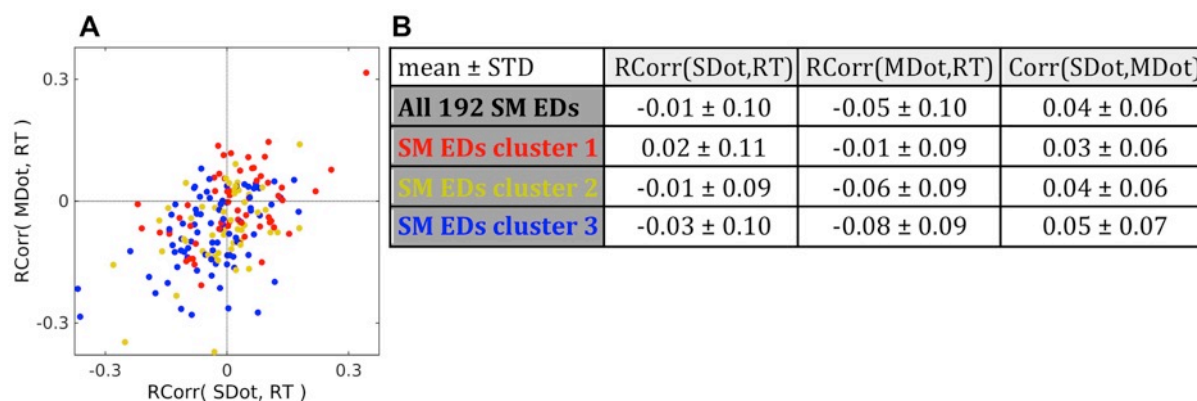 A
0.3
0
-0.3
RCorr( MDot, RT )
-0.3
0
0.3
RCorr( SDot, RT )
B
mean ± STD RCorr(SDot,RT) RCorr(MDot,RT) Corr(SDot,MDot)
All 192 SM EDs -0.01 ± 0.10 -0.05 ± 0.10 0.04 ± 0.06
SM EDs cluster 1 0.02 ± 0.11 -0.01 ± 0.09 0.03 ± 0.06
SM EDs cluster 2 -0.01 ± 0.09 -0.06 ± 0.09 0.04 ± 0.06
SM EDs cluster 3 -0.03 ± 0.10 -0.08 ± 0.09 0.05 ± 0.07